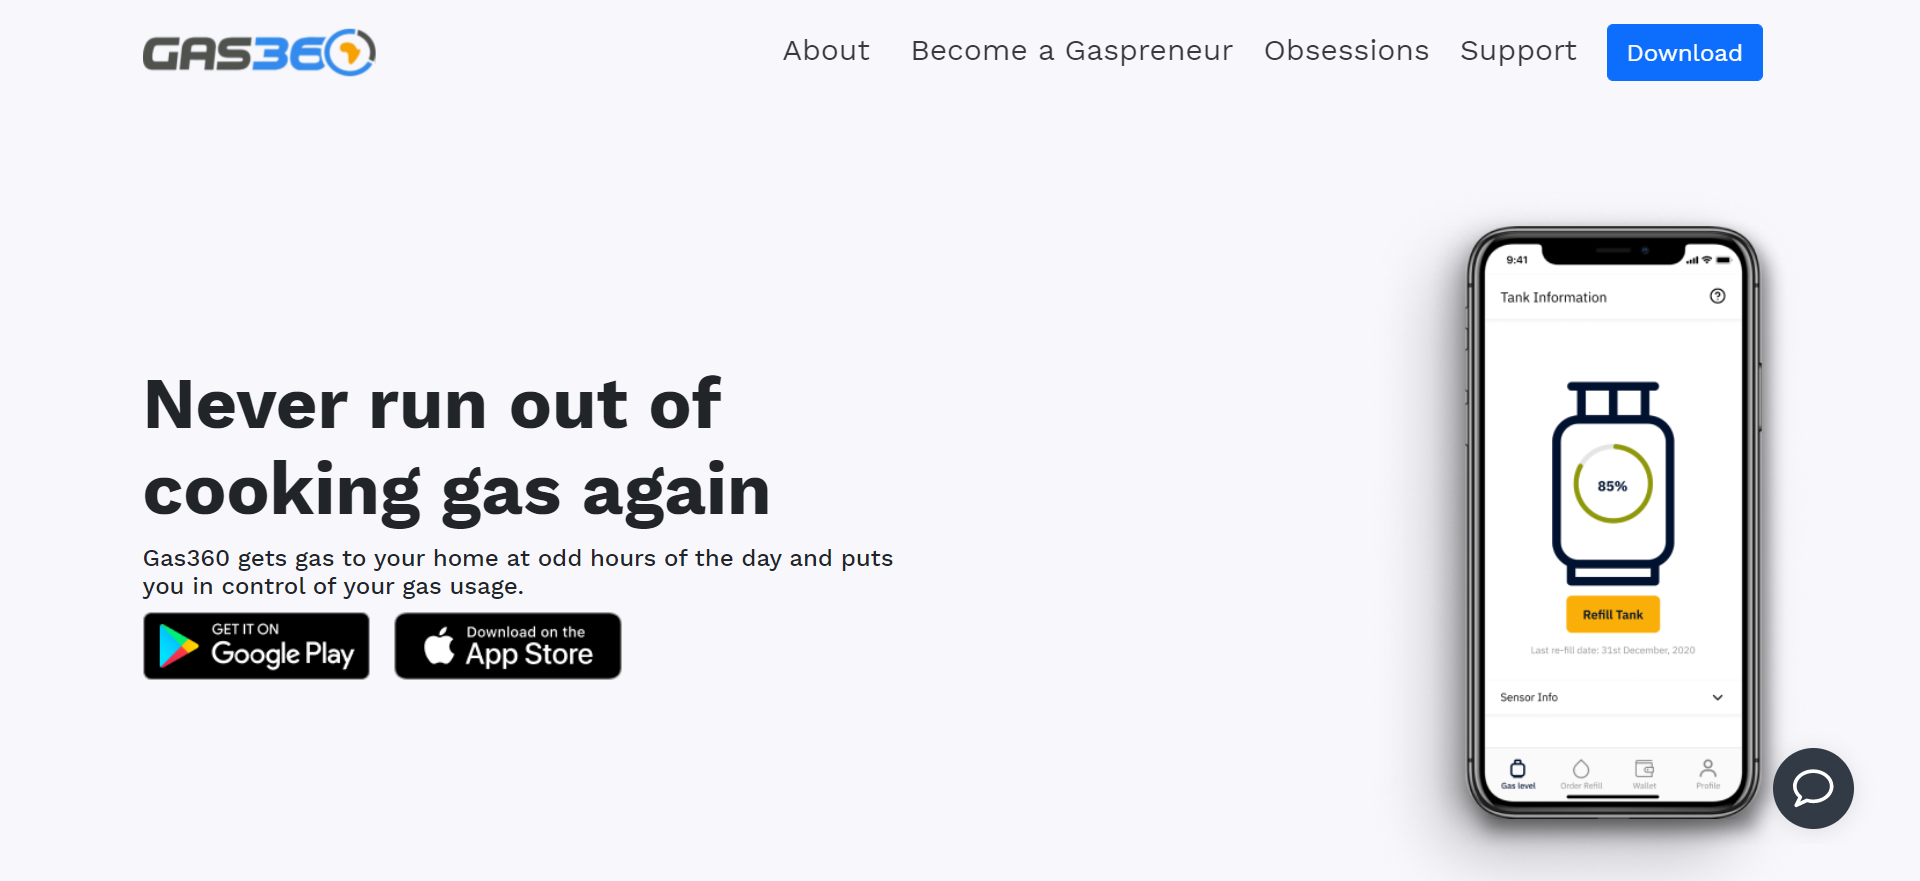 GAS360
About
Become a Gaspreneur
Obsessions
Support
Download
Never run out of
cooking gas again
Gas360 gets gas to your home at odd hours of the day and puts
you in control of your gas usage.
GET IT ON
Google Play
Download on the
App Store
9:41
Tank Information
85%
Refill Tank
Last re-fill date: 31st December, 2020
Sensor Info
Gas level
Order Refill
Wallet
Profile